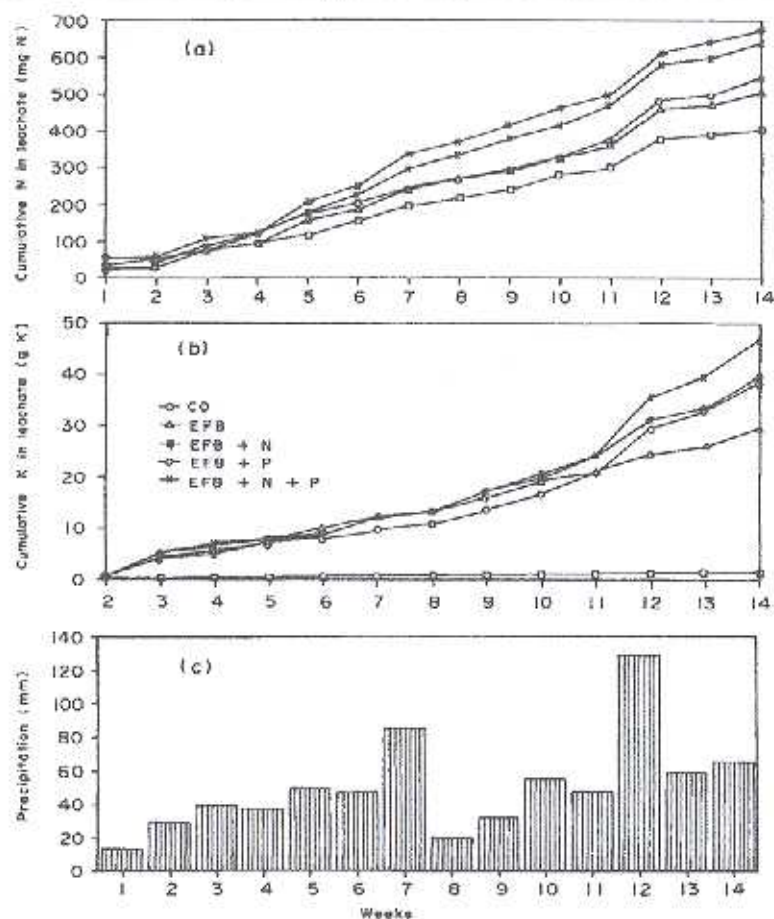 700
600
500
400
300
200
100
0
(a)
Cumulative N in leachate (mg N)
1 2 3 4 5 6 7 8 9 10 11 12 13 14
50
40
30
20
10
0
(b)
Cumulative K in leachate (g K)
CO
EFB
EFB + N
EFB + P
EFB + N + P
2 3 4 5 6 7 8 9 10 11 12 13 14
140
120
100
80
60
40
20
0
(c)
Precipitation (mm)
1 2 3 4 5 6 7 8 9 10 11 12 13 14
Weeks